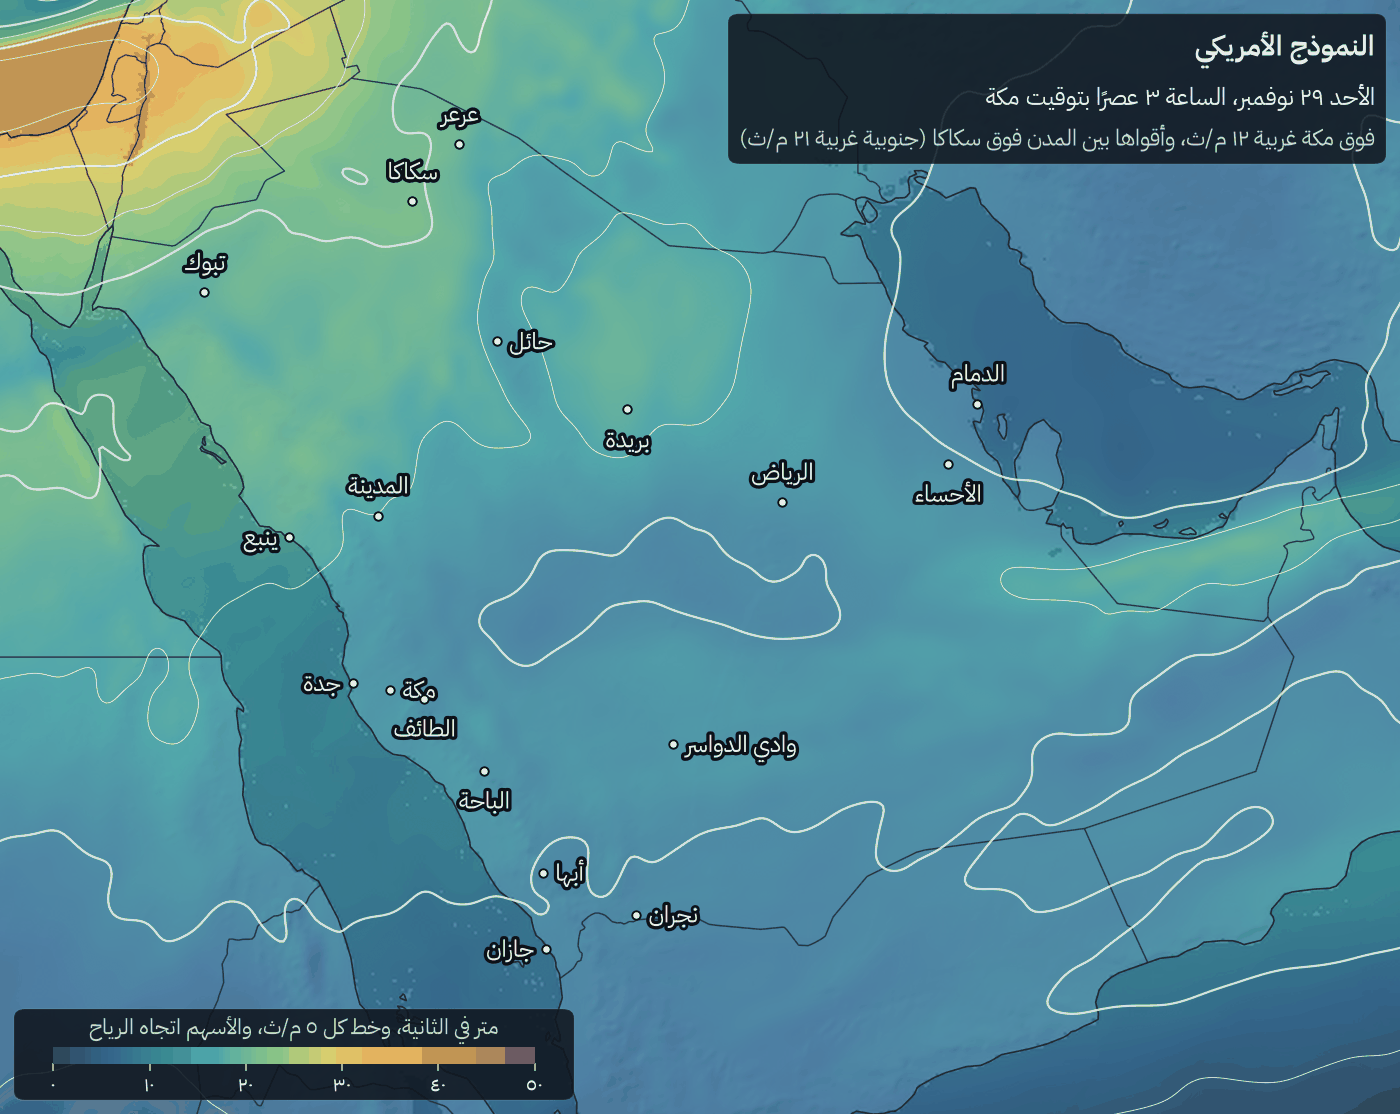 النموذج الأمريكي
الأحد ٢٩ نوفمبر، الساعة ٣ عصرًا بتوقيت مكة
فوق مكة غربية ١٢ م/ث، وأقواها بين المدن فوق سكاكا (جنوبية غربية ٢١ م/ث)
عرعر
سكاكا
تبوك
حائل
الدمام
بريدة
الرياض
الأحساء
المدينة
ينبع
جدة
مكة
الطائف
وادي الدواسر
الباحة
أبها
نجران
جازان
متر في الثانية، وخط كل ٥ م/ث، والأسهم اتجاه الرياح
٠ ١٠ ٢٠ ٣٠ ٤٠ ٥٠